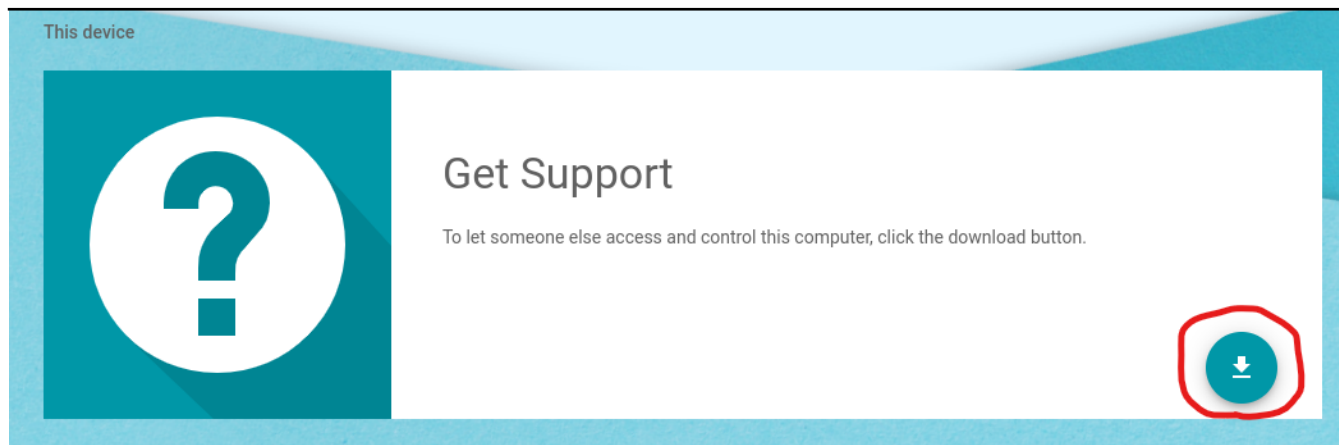 This device
Get Support
To let someone else access and control this computer, click the download button.